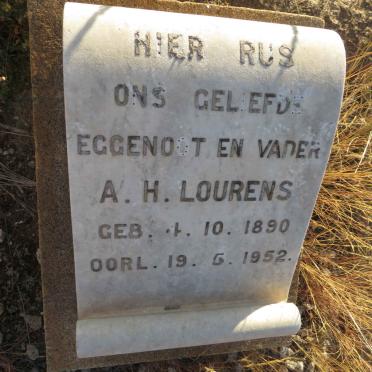 HIER RUS
ONS GELIEFDE
EGGENOOT EN VADER
A. H. LOURENS
GEB. 4. 10. 1890
OORL. 19. 5. 1952.